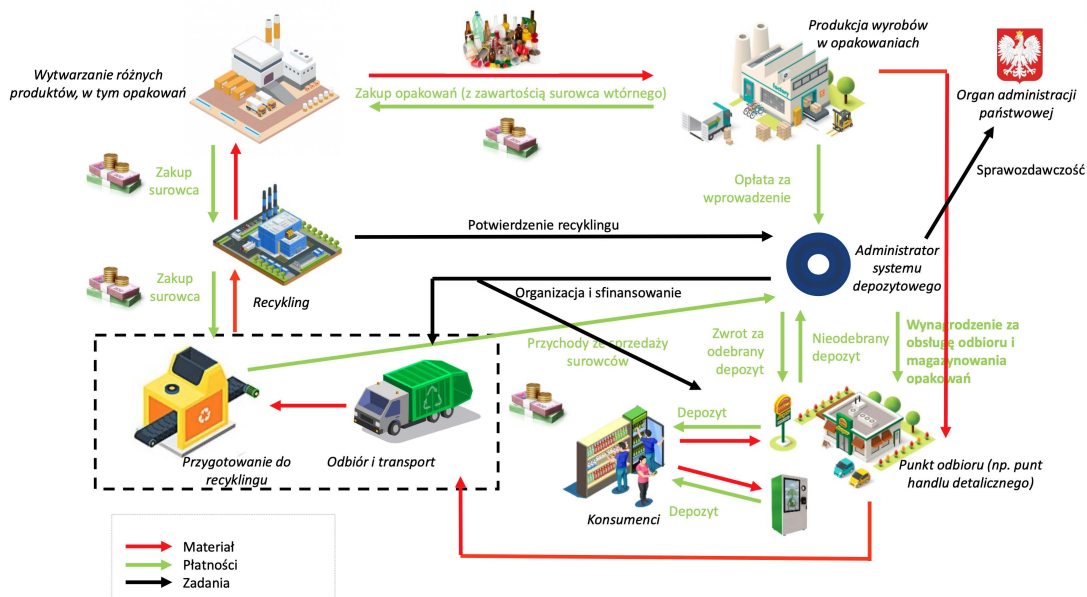 Produkcja wyrobów
w opakowaniach
Wytwarzanie różnych
produktów, w tym opakowań
Zakup opakowań (z zawartością surowca wtórnego)
factory
Organ administracji
państwowej
Zakup
surowca
Opłata za
wprowadzenie
Sprawozdawczość
Potwierdzenie recyklingu
Administrator
systemu
depozytowego
Zakup
surowca
Recykling
Organizacja i sfinansowanie
Przychody ze sprzedaży
surowców
Zwrot za
odebrany
depozyt
Nieodebrany
depozyt
Wynagrodzenie za
obsługę odbioru i
magazynowania
opakowań
Depozyt
Przygotowanie do
recyklingu
Odbiór i transport
Punkt odbioru (np. punt
handlu detalicznego)
Konsumenci
Depozyt
Materiał
Płatności
Zadania